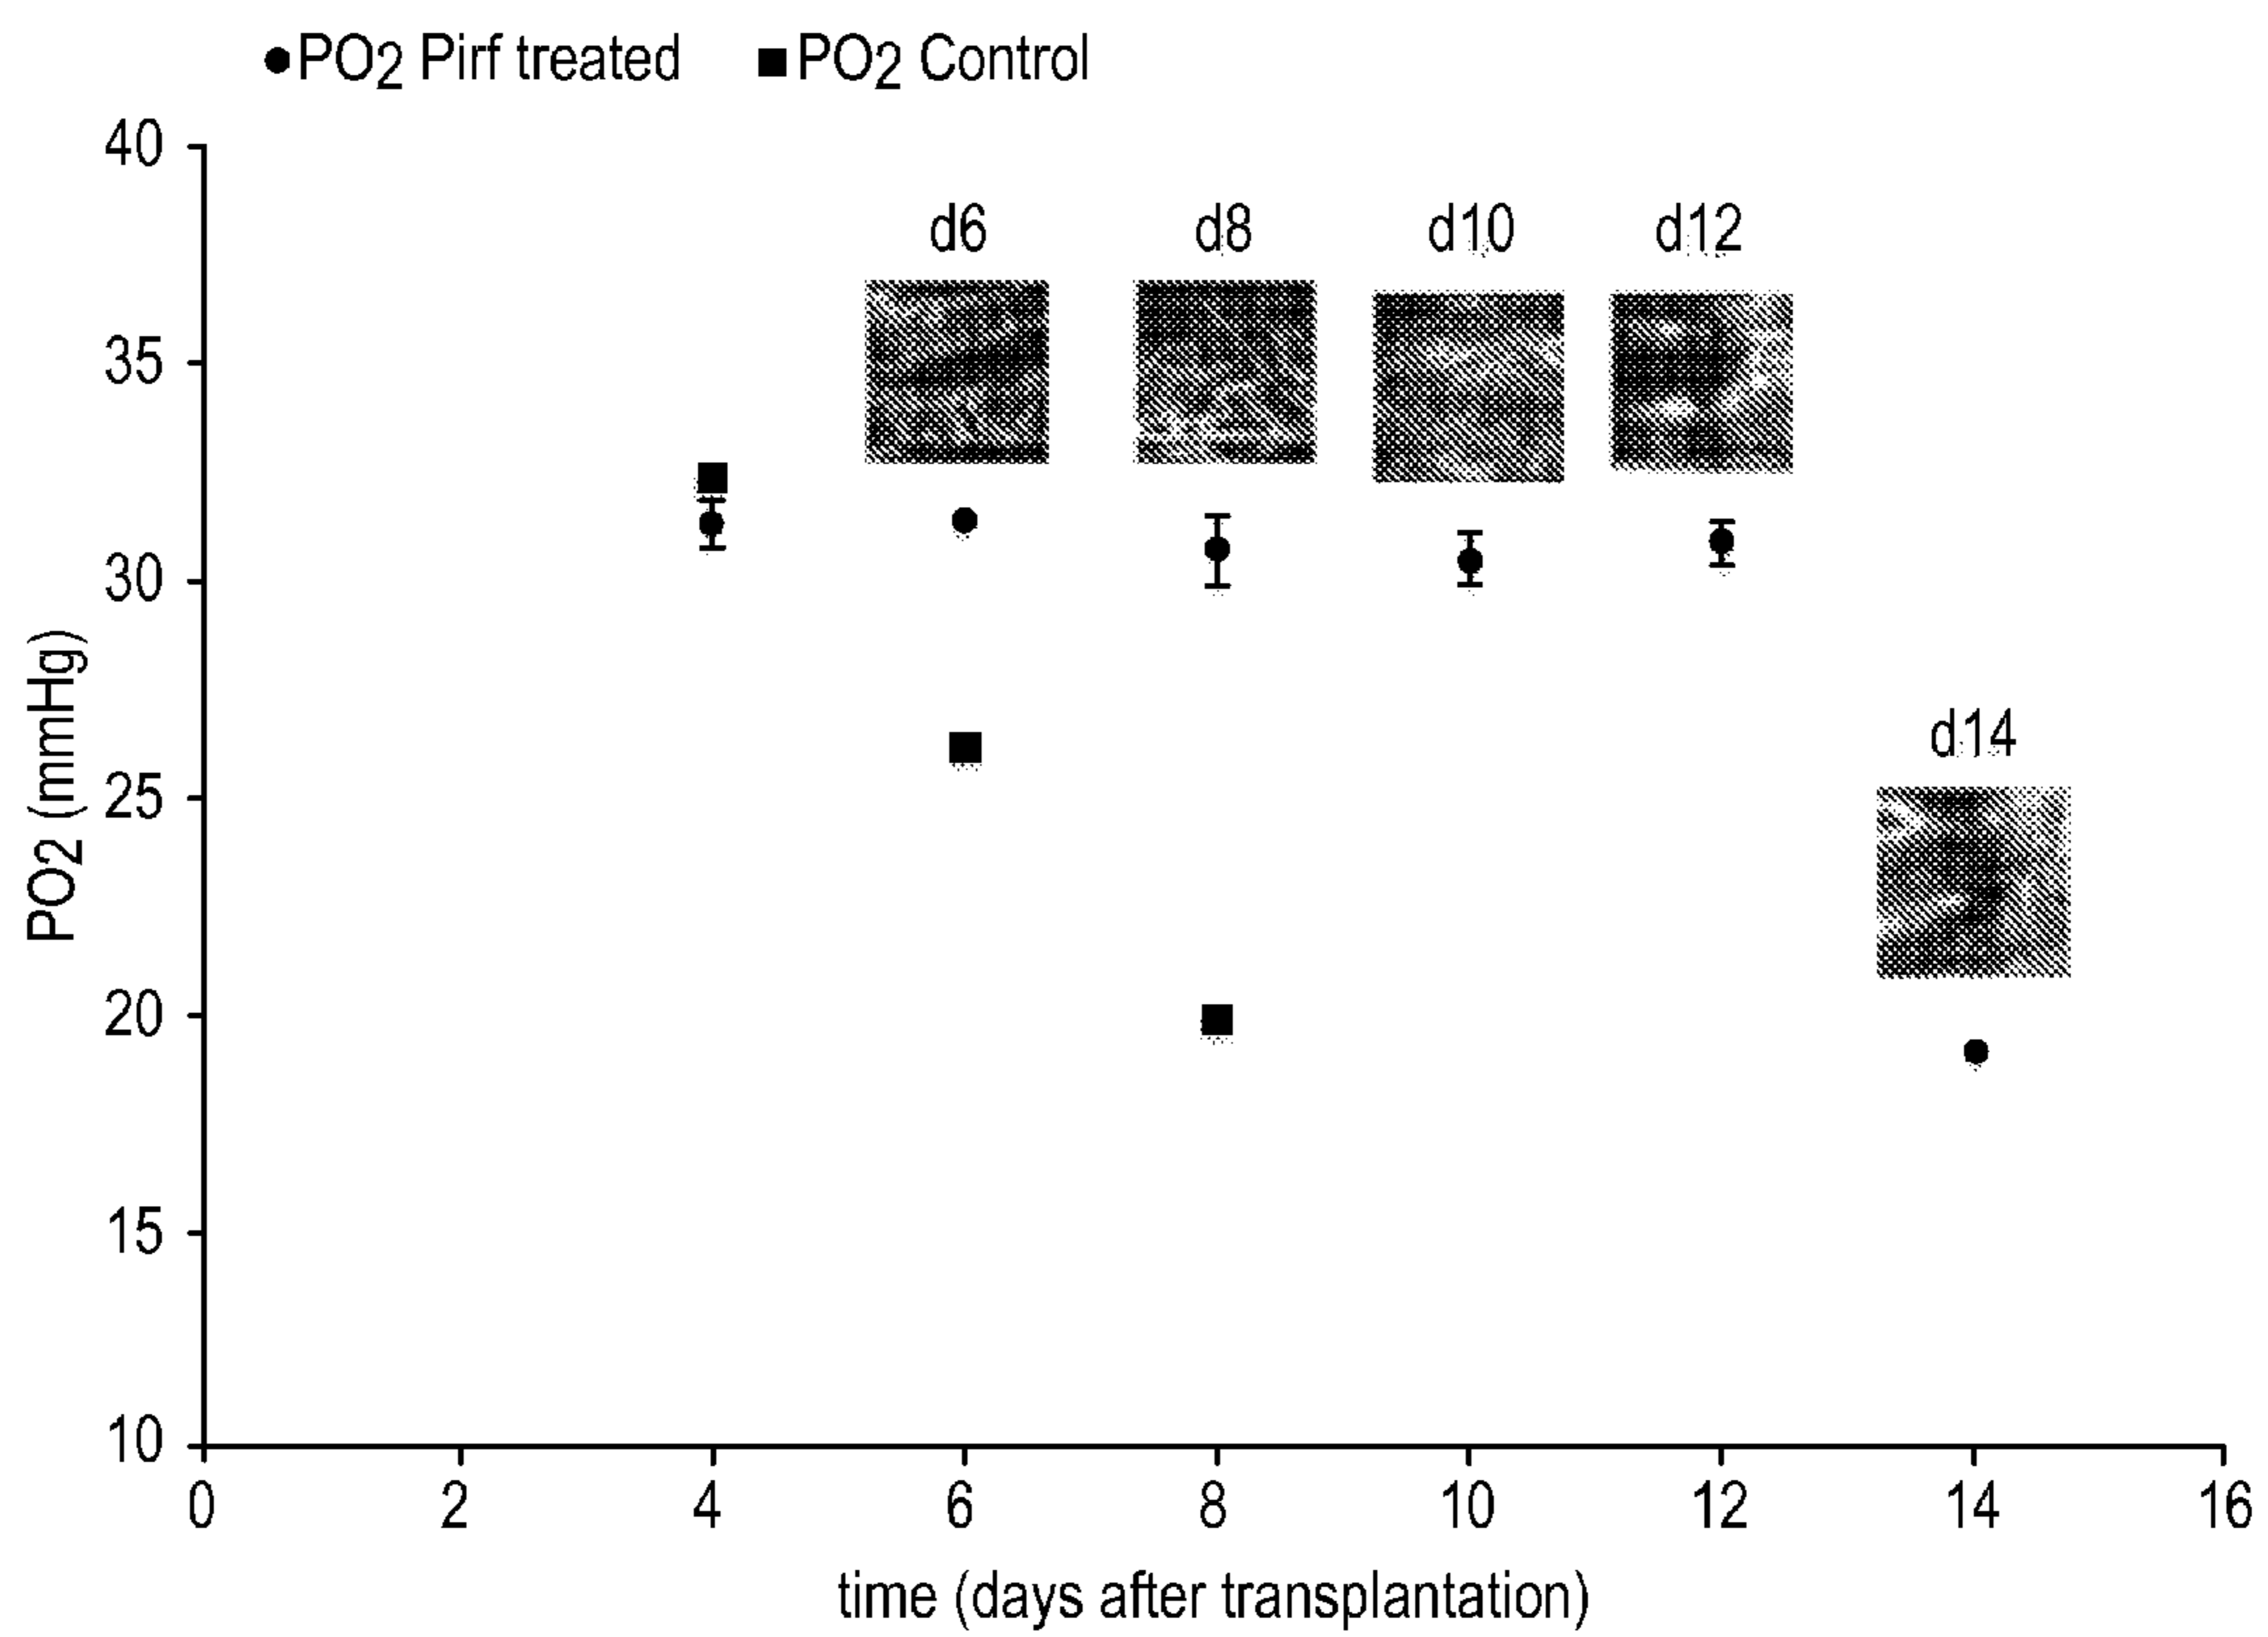 PO2 Pirf treated PO2 Control
40
35
30
25
20
15
10
PO2 (mmHg)
d6 d8 d10 d12
d14
0 2 4 6 8 10 12 14 16
time (days after transplantation)